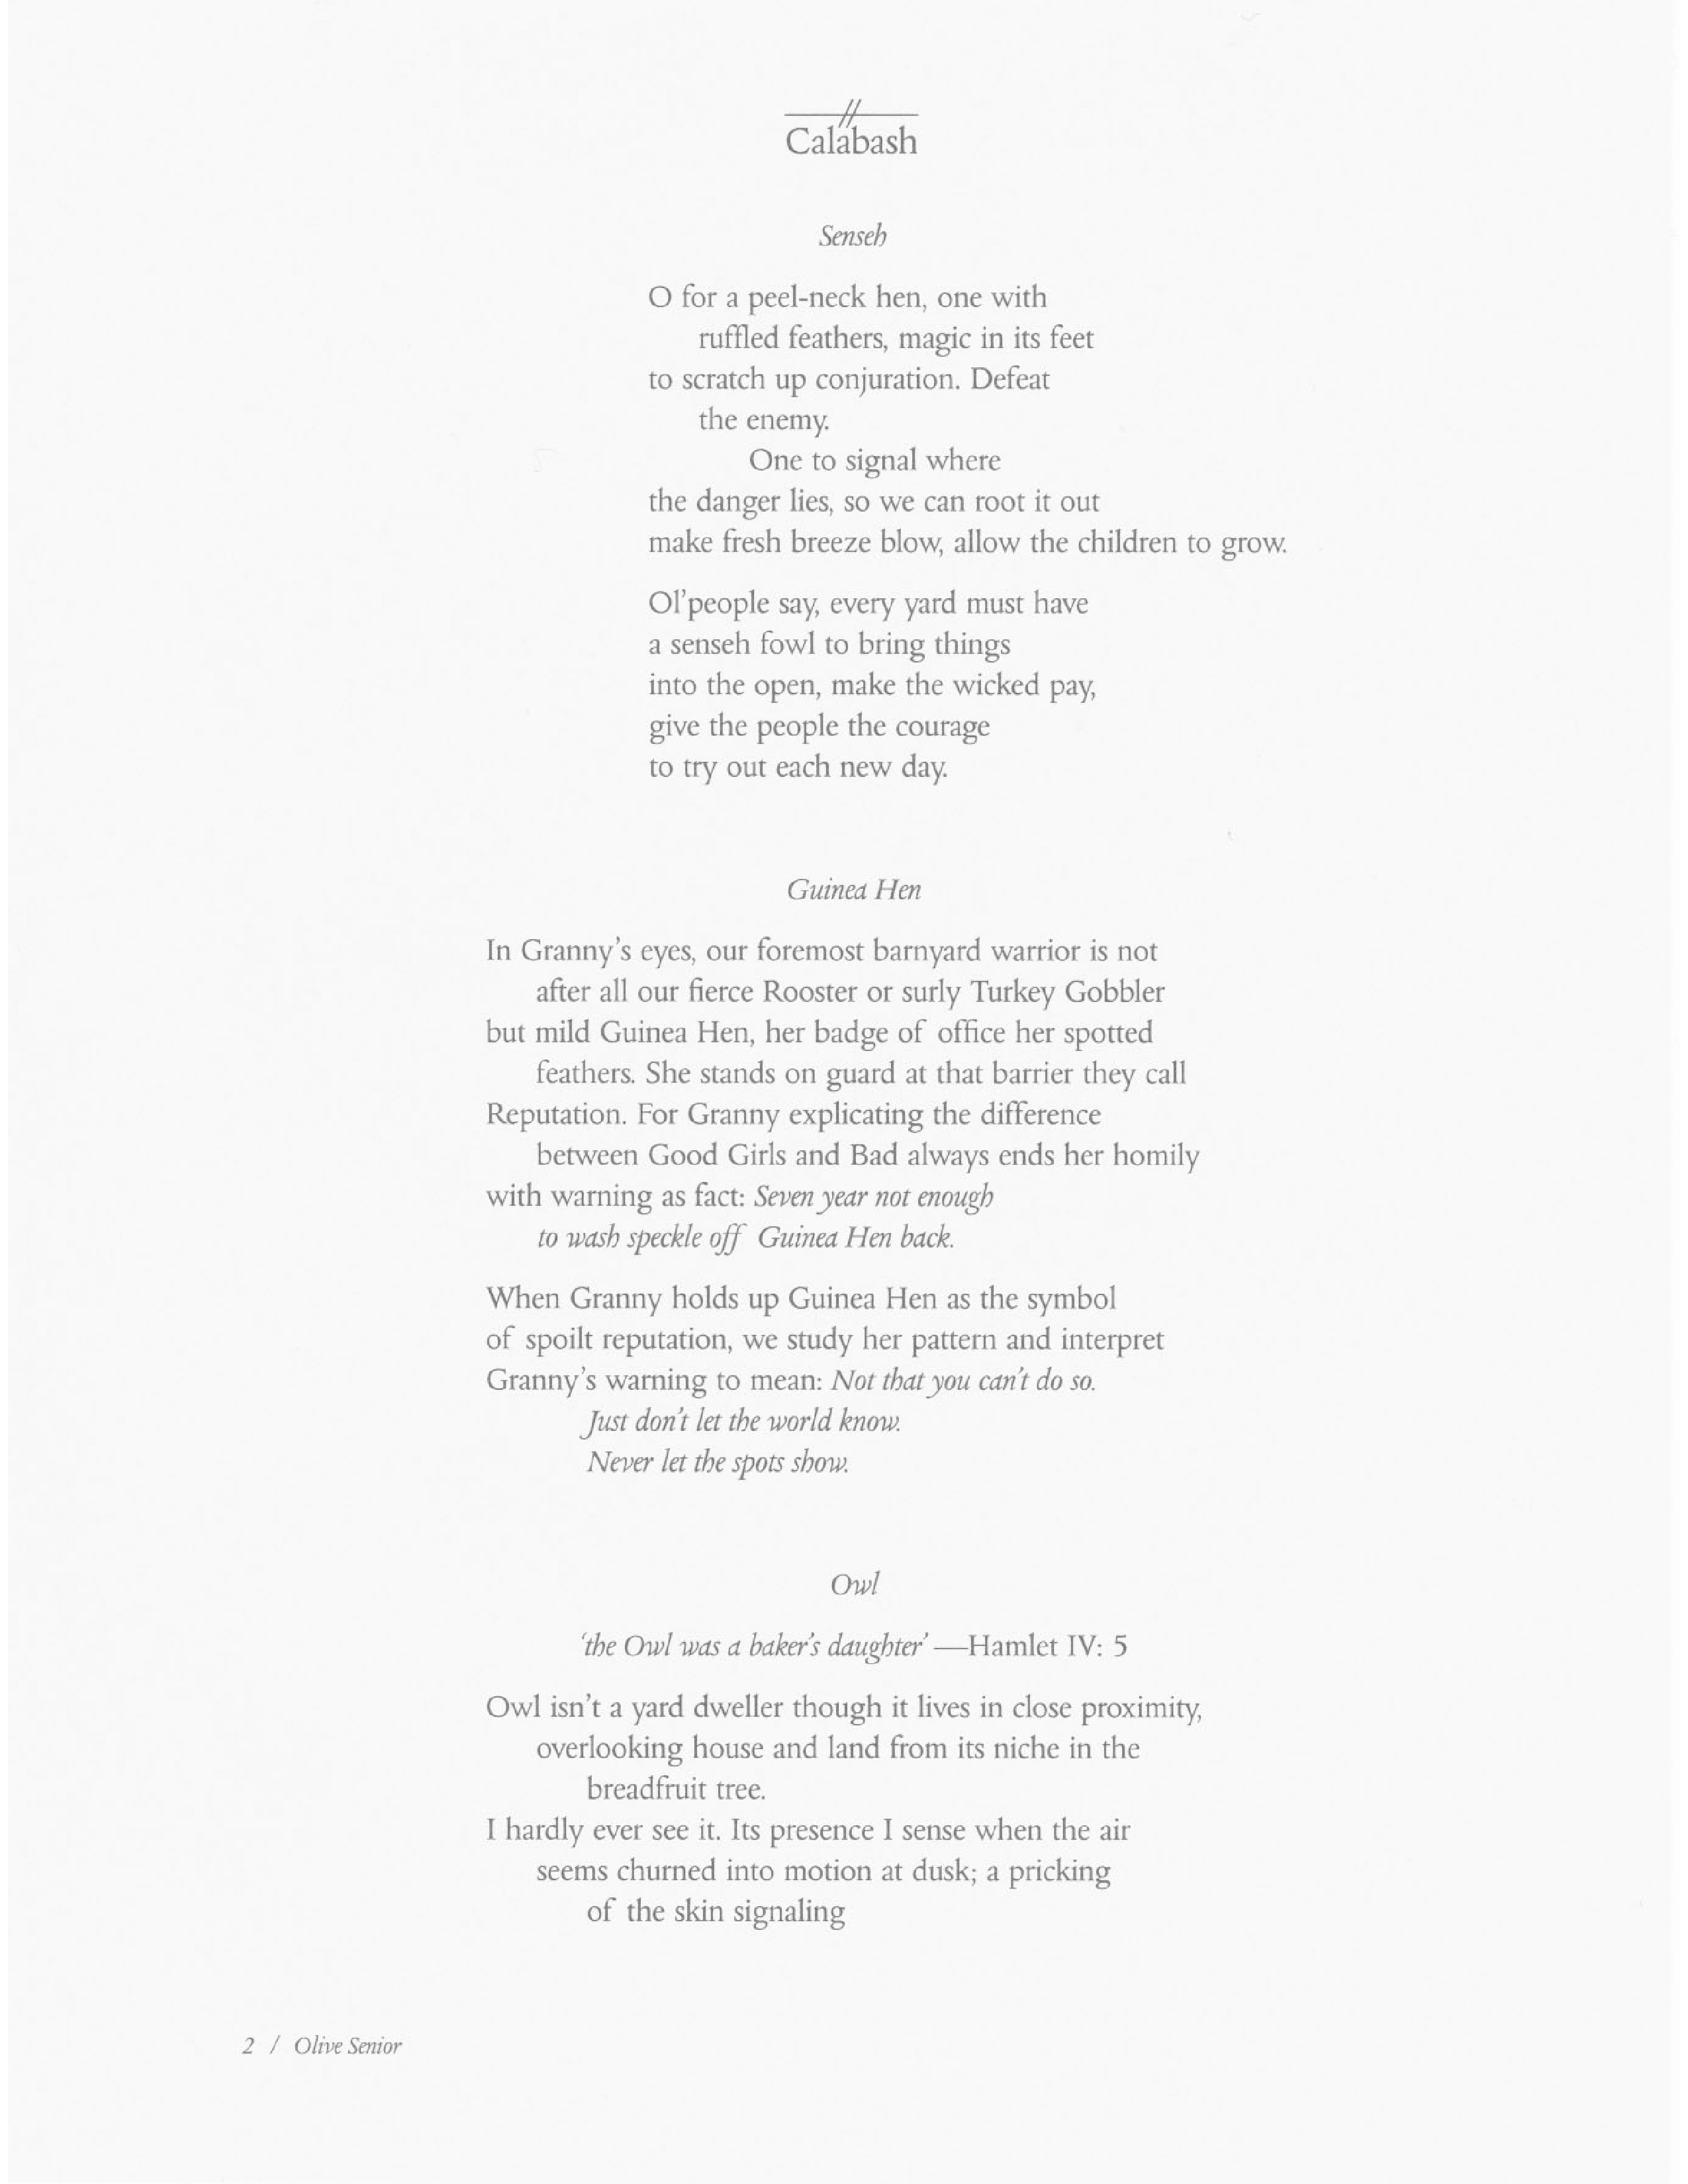 Calabash
Senseh
O for a peel-neck hen, one with
ruffled feathers, magic in its feet
to scratch up conjuration. Defeat
the enemy.
One to signal where
the danger lies, so we can root it out
make fresh breeze blow, allow the children to grow.
Ol'people say, every yard must have
a senseh fowl to bring things
into the open, make the wicked pay,
give the people the courage
to try out each new day.
Guinea Hen
In Granny's eyes, our foremost barnyard warrior is not
after all our fierce Rooster or surly Turkey Gobbler
but mild Guinea Hen, her badge of office her spotted
feathers. She stands on guard at that barrier they call
Reputation. For Granny explicating the difference
between Good Girls and Bad always ends her homily
with warning as fact: Seven year not enough
to wash speckle off Guinea Hen back.
When Granny holds up Guinea Hen as the symbol
of spoilt reputation, we study her pattern and interpret
Granny's warning to mean: Not that you can't do so.
Just don't let the world know.
Never let the spots show.
Owl
'the Owl was a baker's daughter' —Hamlet IV: 5
Owl isn't a yard dweller though it lives in close proximity,
overlooking house and land from its niche in the
breadfruit tree.
I hardly ever see it. Its presence I sense when the air
seems churned into motion at dusk; a pricking
of the skin signaling
2 / Olive Senior